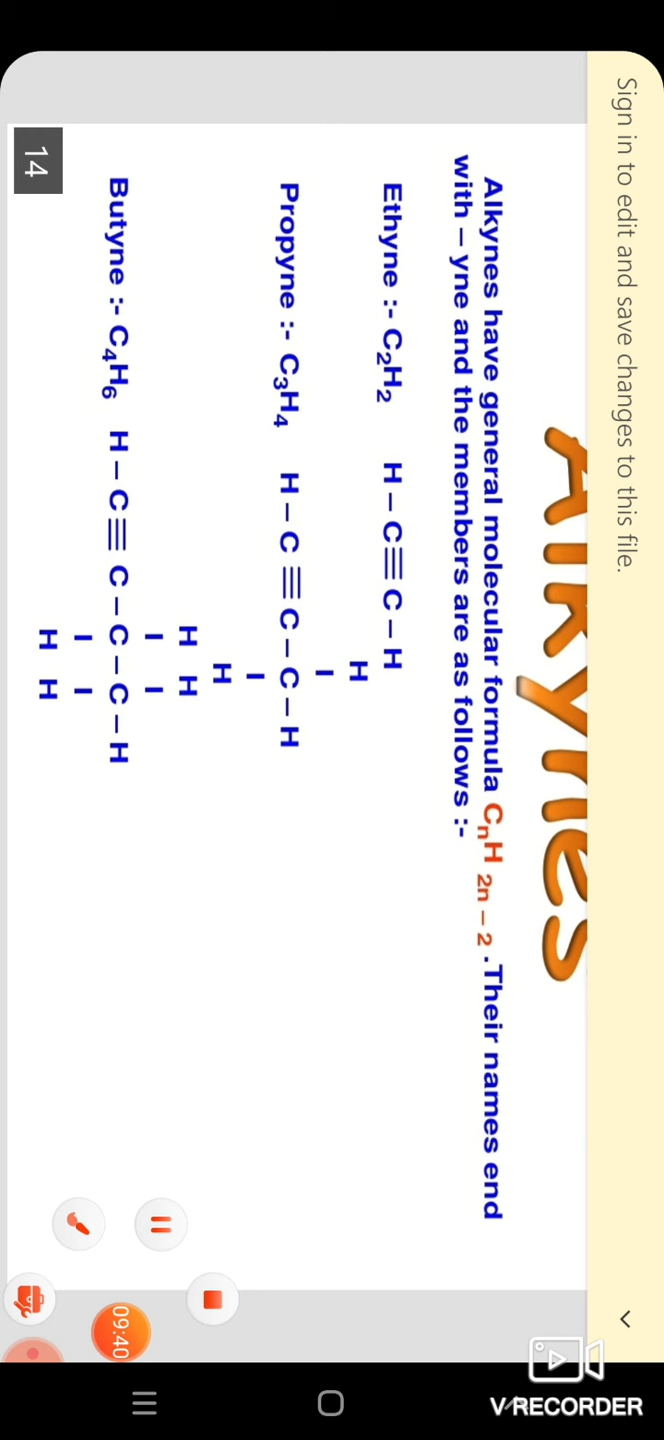 Sign in to edit and save changes to this file.
Alkynes
Alkynes have general molecular formula CₙH ₂ₙ₋₂ .Their names end
with – yne and the members are as follows :-
Ethyne :- C₂H₂ H – C≡C – H
H
Propyne :- C₃H₄ H – C≡C – C – H
H
H H
Butyne :- C₄H₆ H – C≡C – C – C – H
H H
14
09:40
V RECORDER